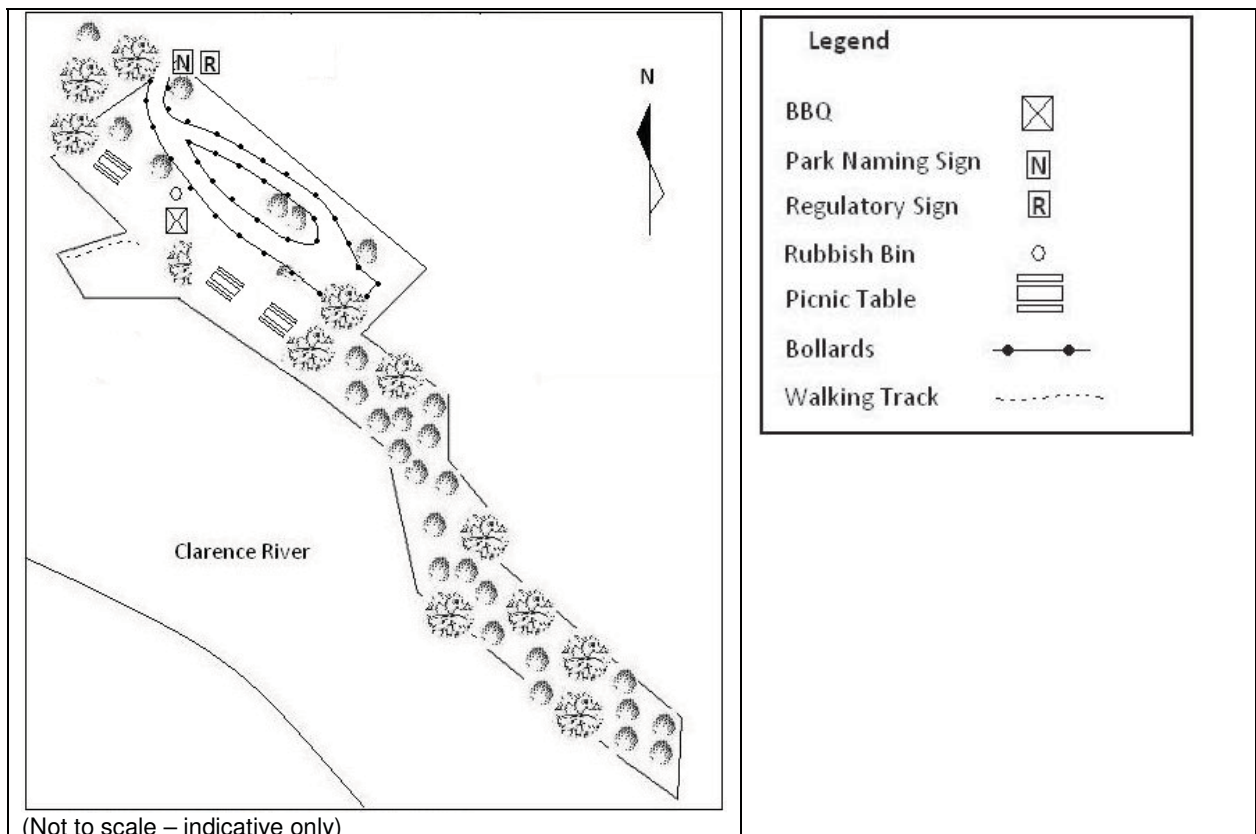 N R
N
Clarence River
(Not to scale – indicative only)
Legend
BBQ
Park Naming Sign N
Regulatory Sign R
Rubbish Bin
Picnic Table
Bollards
Walking Track